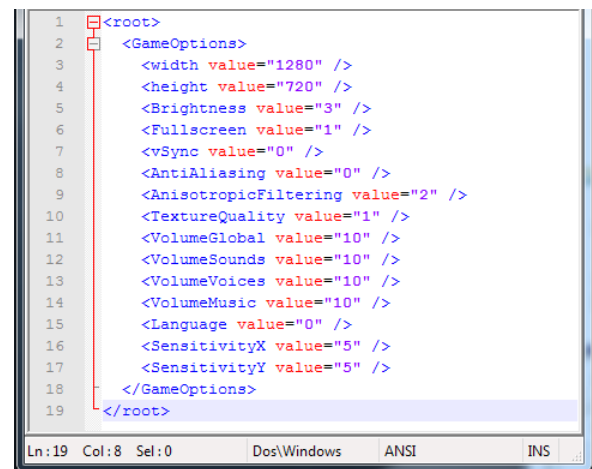 1 <root>
2 <GameOptions>
3 <width value="1280" />
4 <height value="720" />
5 <Brightness value="3" />
6 <Fullscreen value="1" />
7 <vSync value="0" />
8 <AntiAliasing value="0" />
9 <AnisotropicFiltering value="2" />
10 <TextureQuality value="1" />
11 <VolumeGlobal value="10" />
12 <VolumeSounds value="10" />
13 <VolumeVoices value="10" />
14 <VolumeMusic value="10" />
15 <Language value="0" />
16 <SensitivityX value="5" />
17 <SensitivityY value="5" />
18 </GameOptions>
19 </root>
Ln:19 Col:8 Sel:0 Dos\Windows ANSI INS